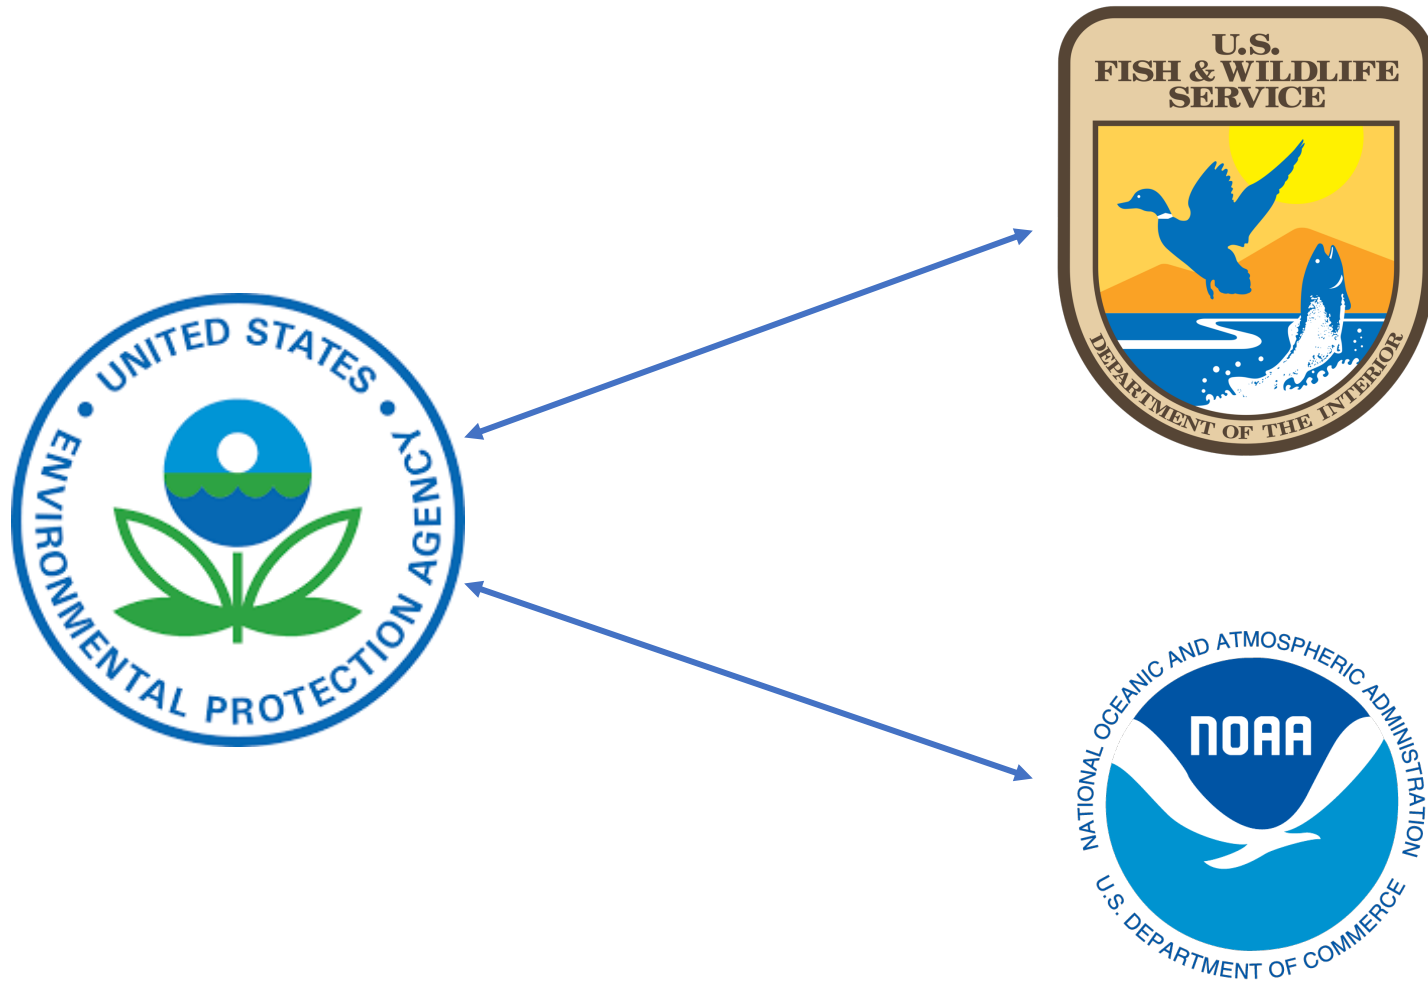 UNITED STATES
ENVIRONMENTAL PROTECTION AGENCY
U.S.
FISH & WILDLIFE
SERVICE
DEPARTMENT OF THE INTERIOR
NATIONAL OCEANIC AND ATMOSPHERIC ADMINISTRATION
NOAA
U.S. DEPARTMENT OF COMMERCE